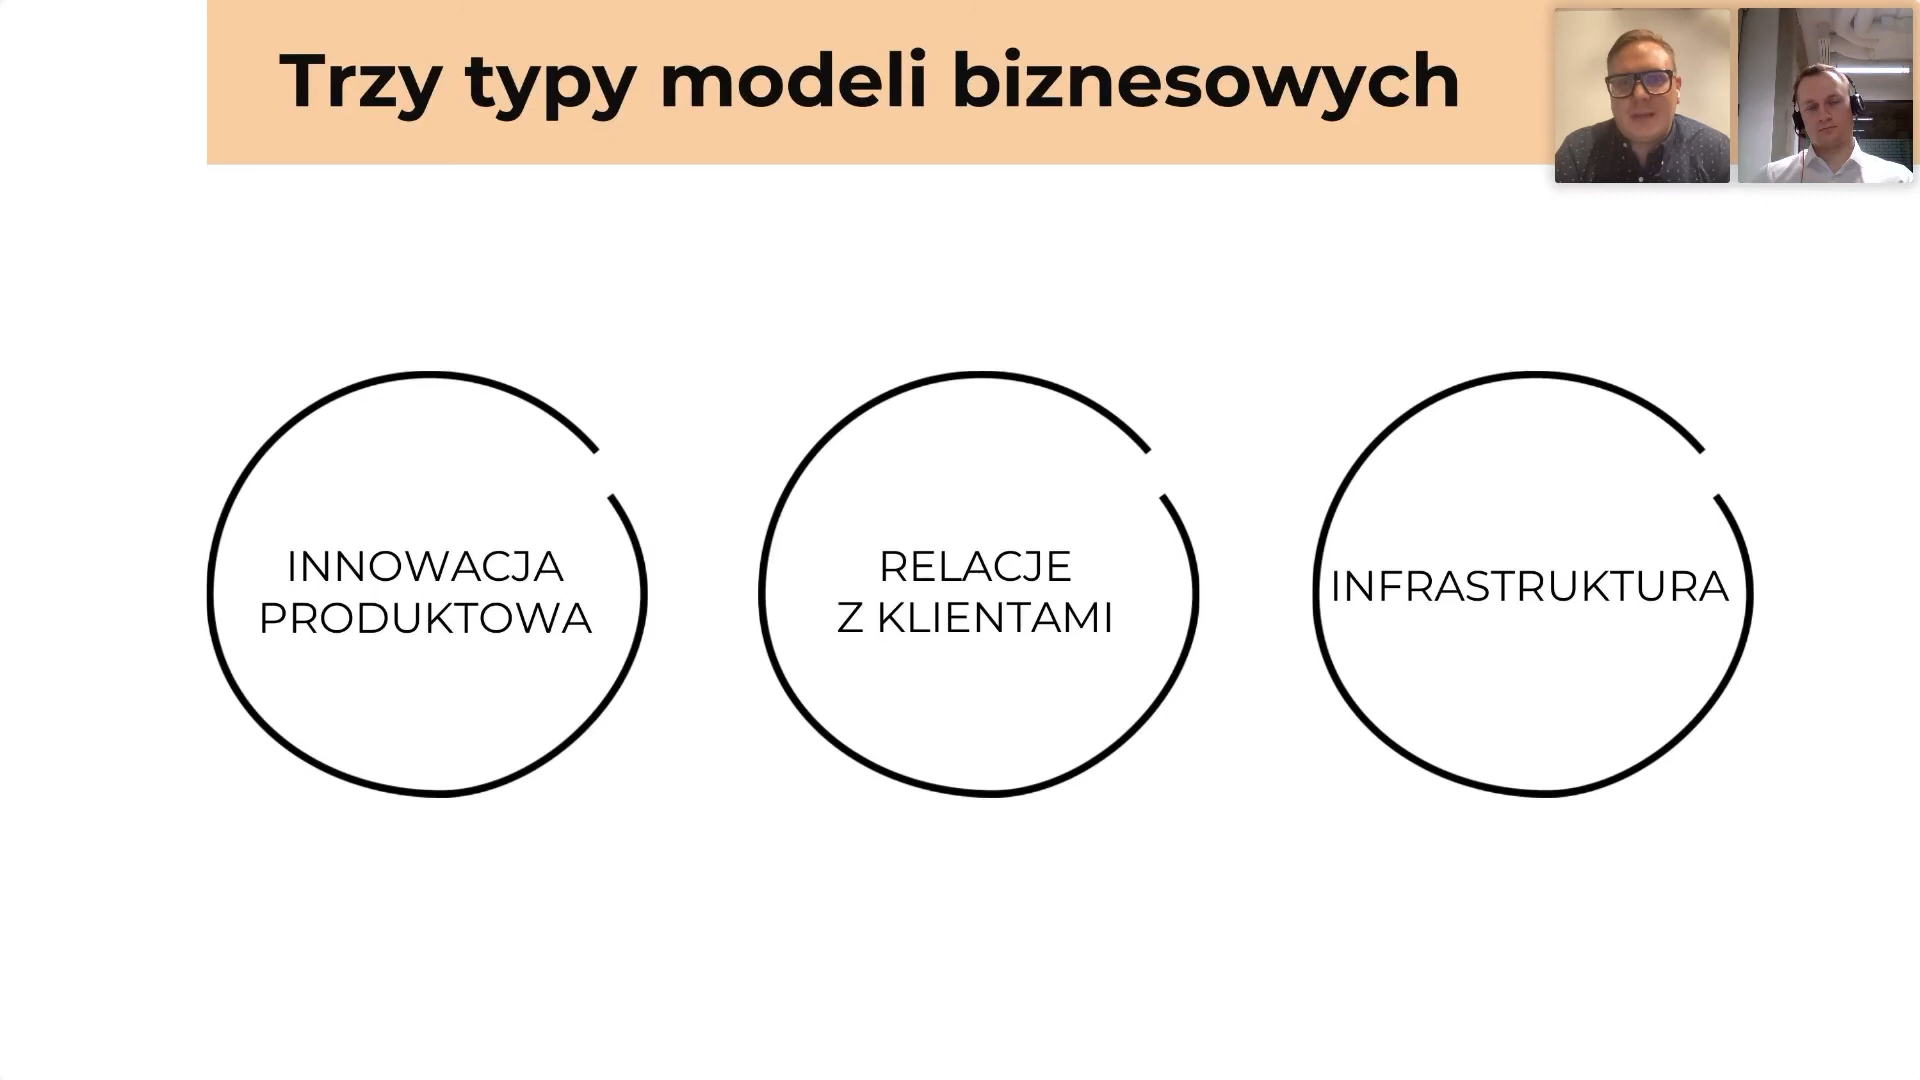 Trzy typy modeli biznesowych
INNOWACJA
PRODUKTOWA
RELACJE
Z KLIENTAMI
INFRASTRUKTURA